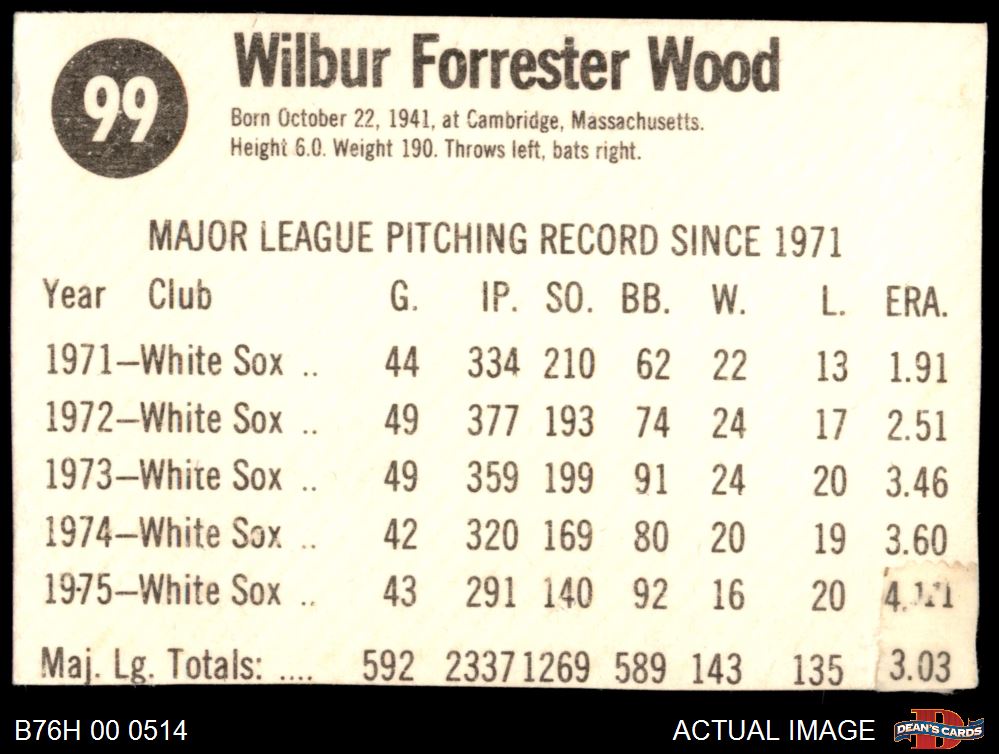 99
Wilbur Forrester Wood
Born October 22, 1941, at Cambridge, Massachusetts.
Height 6.0. Weight 190. Throws left, bats right.
MAJOR LEAGUE PITCHING RECORD SINCE 1971
Year Club G. IP. SO. BB. W. L. ERA.
1971—White Sox .. 44 334 210 62 22 13 1.91
1972—White Sox .. 49 377 193 74 24 17 2.51
1973—White Sox .. 49 359 199 91 24 20 3.46
1974—White Sox .. 42 320 169 80 20 19 3.60
1975—White Sox .. 43 291 140 92 16 20
Maj. Lg. Totals: .... 592 2337 1269 589 143 135 3.03
B76H 00 0514 ACTUAL IMAGE DEAN'S CARDS